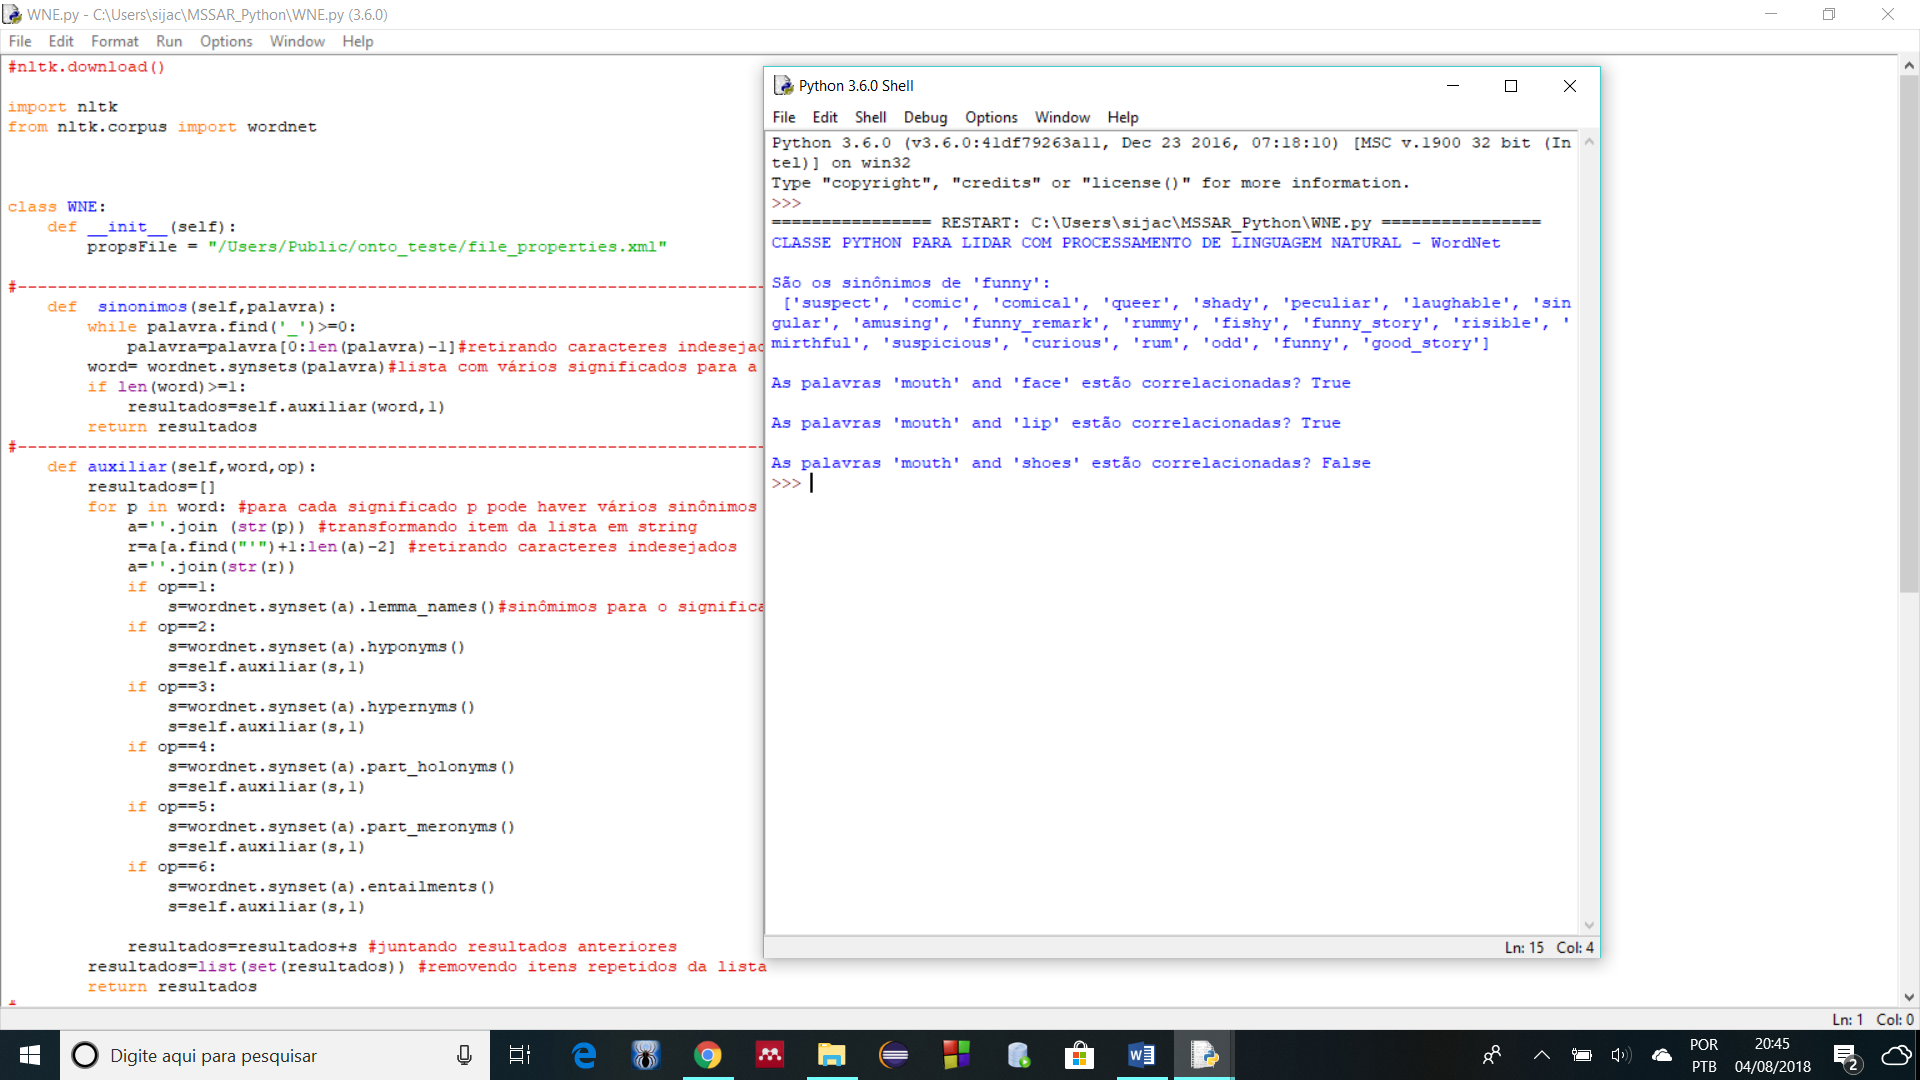 WNE.py - C:\Users\sijac\MSSAR_Python\WNE.py (3.6.0)
File Edit Format Run Options Window Help
#nltk.download()
import nltk
from nltk.corpus import wordnet
class WNE:
    def __init__(self):
        propsFile = "/Users/Public/onto_teste/file_properties.xml"
#---------------------------------------------------------------------------
    def  sinonimos(self,palavra):
        while palavra.find('_')>=0:
            palavra=palavra[0:len(palavra)-1]#retirando caracteres indesejad
        word= wordnet.synsets(palavra)#lista com vários significados para a
        if len(word)>=1:
            resultados=self.auxiliar(word,1)
        return resultados
#---------------------------------------------------------------------------
    def auxiliar(self,word,op):
        resultados=[]
        for p in word: #para cada significado p pode haver vários sinônimos
            a=''.join (str(p)) #transformando item da lista em string
            r=a[a.find("'")+1:len(a)-2] #retirando caracteres indesejados
            a=''.join(str(r))
            if op==1:
                s=wordnet.synset(a).lemma_names()#sinômimos para o significa
            if op==2:
                s=wordnet.synset(a).hyponyms()
                s=self.auxiliar(s,1)
            if op==3:
                s=wordnet.synset(a).hypernyms()
                s=self.auxiliar(s,1)
            if op==4:
                s=wordnet.synset(a).part_holonyms()
                s=self.auxiliar(s,1)
            if op==5:
                s=wordnet.synset(a).part_meronyms()
                s=self.auxiliar(s,1)
            if op==6:
                s=wordnet.synset(a).entailments()
                s=self.auxiliar(s,1)
            resultados=resultados+s #juntando resultados anteriores
        resultados=list(set(resultados)) #removendo itens repetidos da lista
        return resultados
Python 3.6.0 Shell
File Edit Shell Debug Options Window Help
Python 3.6.0 (v3.6.0:41df79263a11, Dec 23 2016, 07:18:10) [MSC v.1900 32 bit (In
tel)] on win32
Type "copyright", "credits" or "license()" for more information.
>>>
================ RESTART: C:\Users\sijac\MSSAR_Python\WNE.py ================
CLASSE PYTHON PARA LIDAR COM PROCESSAMENTO DE LINGUAGEM NATURAL - WordNet
São os sinônimos de 'funny':
 ['suspect', 'comic', 'comical', 'queer', 'shady', 'peculiar', 'laughable', 'sin
gular', 'amusing', 'funny_remark', 'rummy', 'fishy', 'funny_story', 'risible', '
mirthful', 'suspicious', 'curious', 'rum', 'odd', 'funny', 'good_story']
As palavras 'mouth' and 'face' estão correlacionadas? True
As palavras 'mouth' and 'lip' estão correlacionadas? True
As palavras 'mouth' and 'shoes' estão correlacionadas? False
>>>
Ln: 15 Col: 4
Ln: 1 Col: 0
Digite aqui para pesquisar
POR
PTB
20:45
04/08/2018
2